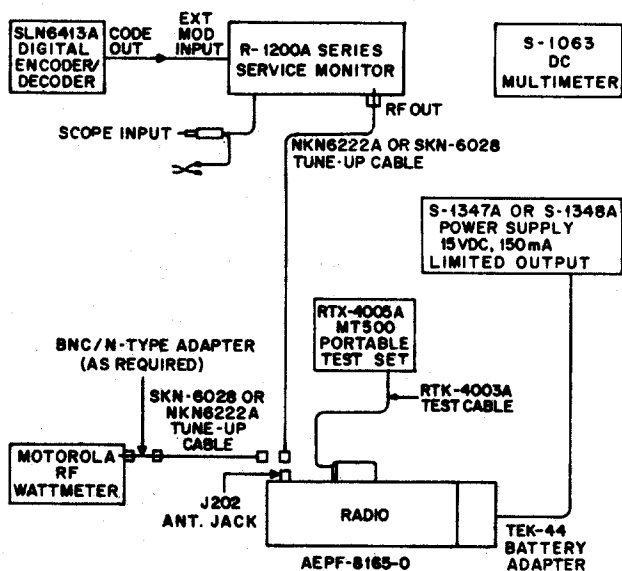 SLN6413A
DIGITAL
ENCODER/
DECODER
CODE
OUT
EXT
MOD
INPUT
R-1200A SERIES
SERVICE MONITOR
S-1063
DC
MULTIMETER
RF OUT
SCOPE INPUT
NKN6222A OR SKN-6028
TUNE-UP CABLE
S-1347A OR S-1348A
POWER SUPPLY
15VDC, 150mA
LIMITED OUTPUT
RTX-4005A
MT500
PORTABLE
TEST SET
BNC/N-TYPE ADAPTER
(AS REQUIRED)
SKN-6028 OR
NKN6222A
TUNE-UP
CABLE
RTK-4003A
TEST CABLE
MOTOROLA
RF
WATTMETER
J202
ANT. JACK
RADIO
TEK-44
BATTERY
ADAPTER
AEPF-8165-O